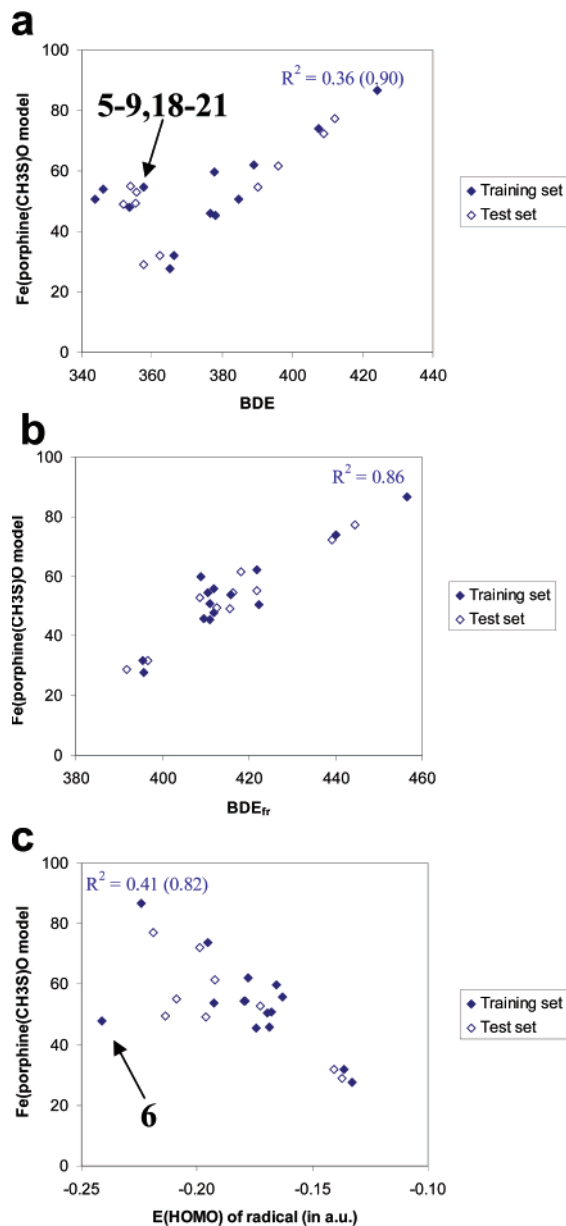 a
Fe(porphine(CH3S)O model
100
80
60
40
20
0
R² = 0.36 (0.90)
5-9,18-21
340 360 380 400 420 440
BDE
Training set
Test set
b
Fe(porphine(CH3S)O model
100
80
60
40
20
0
R² = 0.86
380 400 420 440 460
BDEfr
Training set
Test set
c
Fe(porphine(CH3S)O model
100
80
60
40
20
0
R² = 0.41 (0.82)
6
-0.25 -0.20 -0.15 -0.10
E(HOMO) of radical (in a.u.)
Training set
Test set